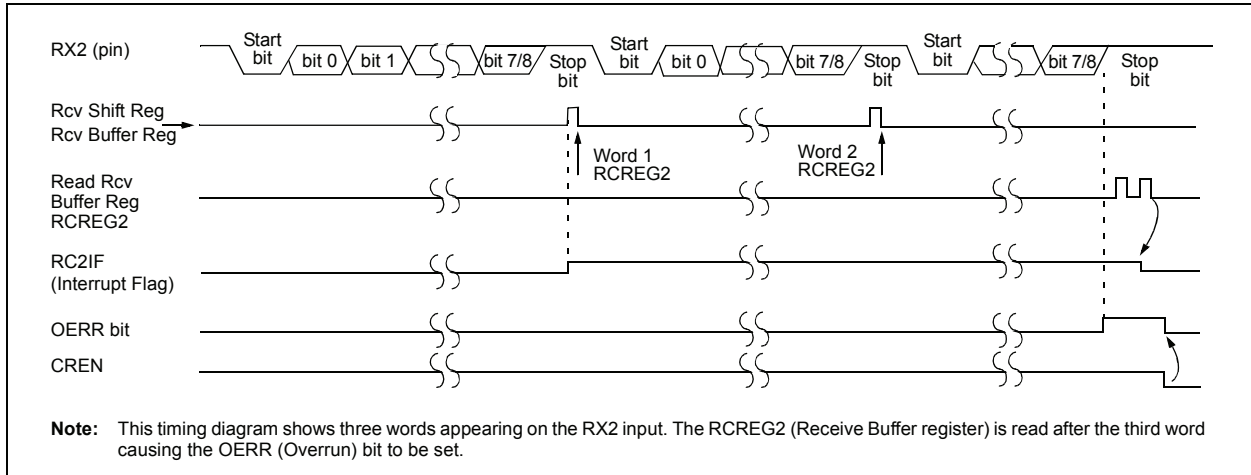 RX2 (pin)
Start
bit
bit 0
bit 1
bit 7/8
Stop
bit
Start
bit
bit 0
bit 7/8
Stop
bit
Start
bit
bit 7/8
Stop
bit
Rcv Shift Reg
Rcv Buffer Reg
Word 1
RCREG2
Word 2
RCREG2
Read Rcv
Buffer Reg
RCREG2
RC2IF
(Interrupt Flag)
OERR bit
CREN
Note: This timing diagram shows three words appearing on the RX2 input. The RCREG2 (Receive Buffer register) is read after the third word
causing the OERR (Overrun) bit to be set.